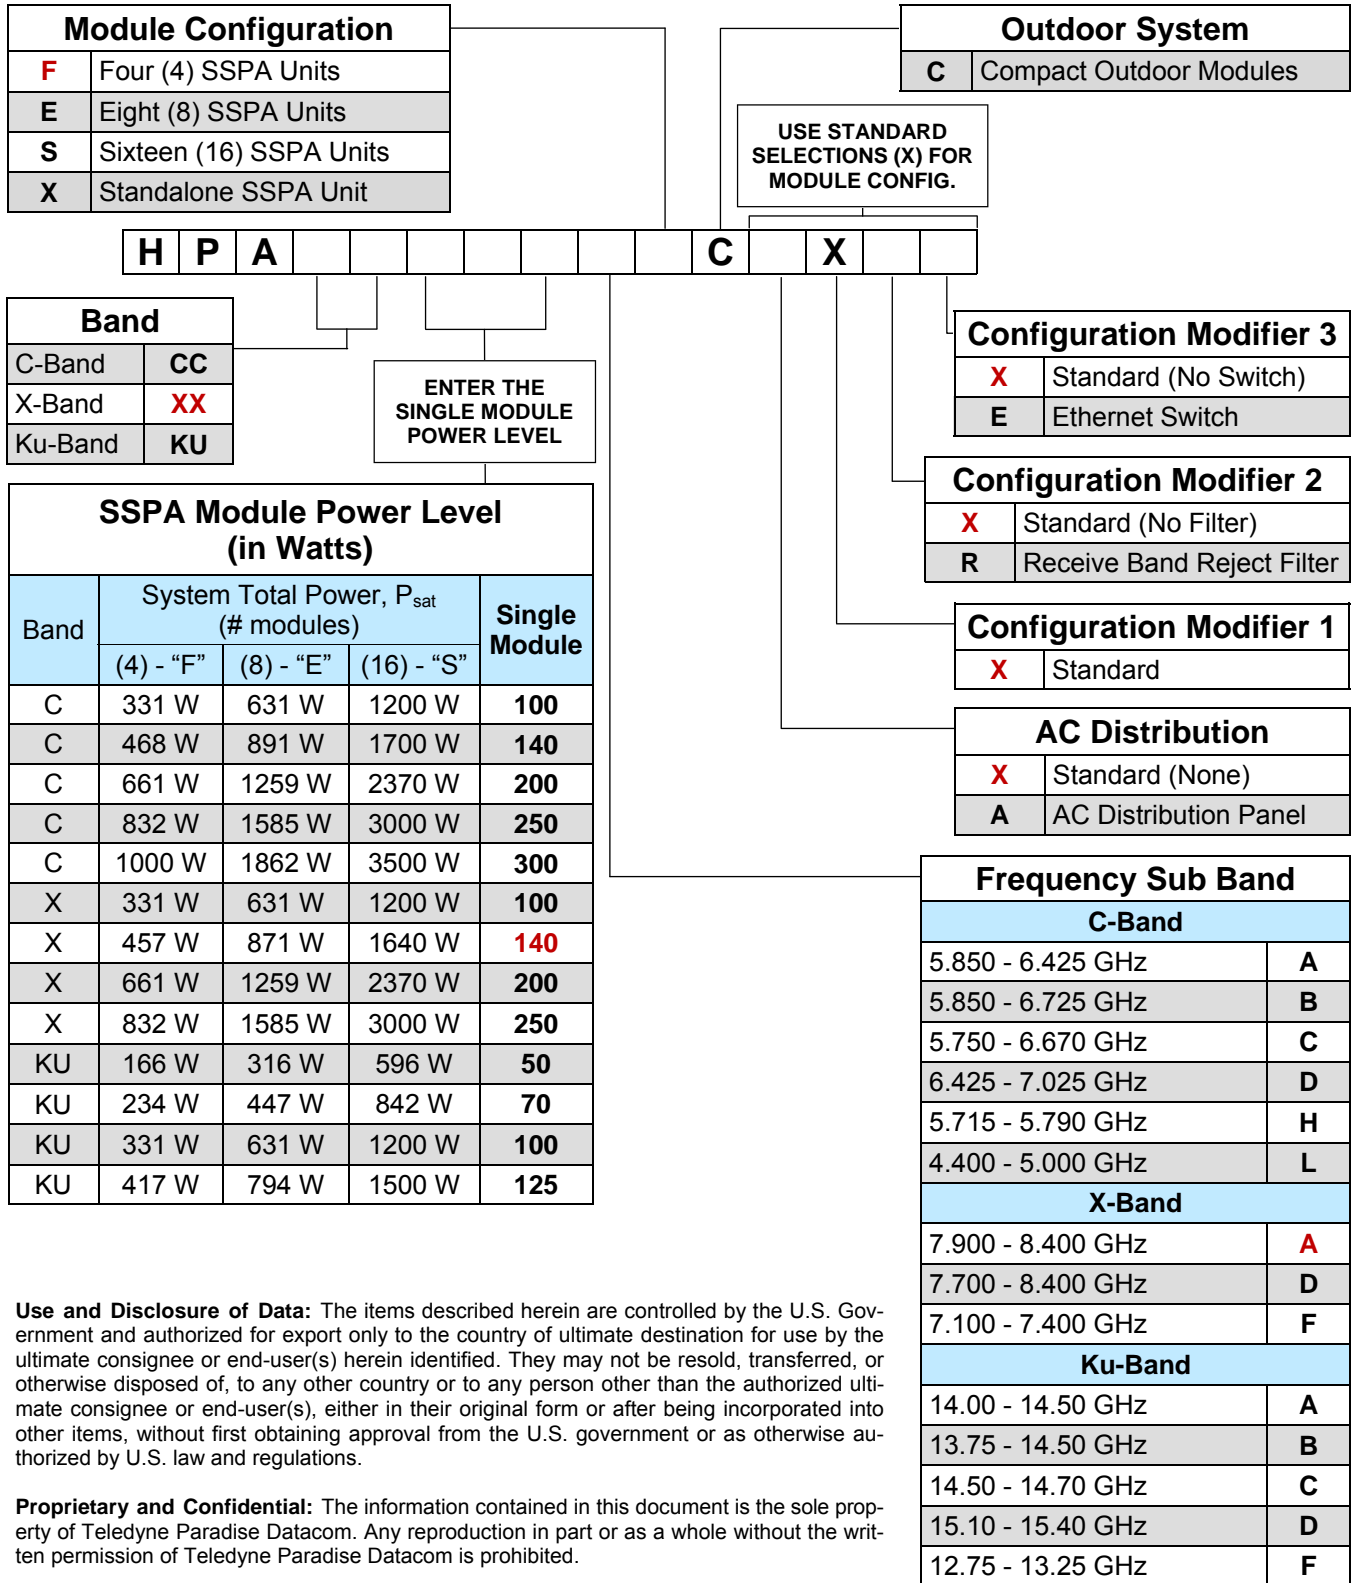 Module Configuration
F Four (4) SSPA Units
E Eight (8) SSPA Units
S Sixteen (16) SSPA Units
X Standalone SSPA Unit
Outdoor System
C Compact Outdoor Modules
USE STANDARD
SELECTIONS (X) FOR
MODULE CONFIG.
H P A C X
Band
C-Band CC
X-Band XX
Ku-Band KU
ENTER THE
SINGLE MODULE
POWER LEVEL
Configuration Modifier 3
X Standard (No Switch)
E Ethernet Switch
Configuration Modifier 2
X Standard (No Filter)
R Receive Band Reject Filter
Configuration Modifier 1
X Standard
AC Distribution
X Standard (None)
A AC Distribution Panel
SSPA Module Power Level
(in Watts)
Band System Total Power, Psat
(# modules) Single
Module
(4) - “F” (8) - “E” (16) - “S”
C 331 W 631 W 1200 W 100
C 468 W 891 W 1700 W 140
C 661 W 1259 W 2370 W 200
C 832 W 1585 W 3000 W 250
C 1000 W 1862 W 3500 W 300
X 331 W 631 W 1200 W 100
X 457 W 871 W 1640 W 140
X 661 W 1259 W 2370 W 200
X 832 W 1585 W 3000 W 250
KU 166 W 316 W 596 W 50
KU 234 W 447 W 842 W 70
KU 331 W 631 W 1200 W 100
KU 417 W 794 W 1500 W 125
Frequency Sub Band
C-Band
5.850 - 6.425 GHz A
5.850 - 6.725 GHz B
5.750 - 6.670 GHz C
6.425 - 7.025 GHz D
5.715 - 5.790 GHz H
4.400 - 5.000 GHz L
X-Band
7.900 - 8.400 GHz A
7.700 - 8.400 GHz D
7.100 - 7.400 GHz F
Ku-Band
14.00 - 14.50 GHz A
13.75 - 14.50 GHz B
14.50 - 14.70 GHz C
15.10 - 15.40 GHz D
12.75 - 13.25 GHz F
Use and Disclosure of Data: The items described herein are controlled by the U.S. Gov-
ernment and authorized for export only to the country of ultimate destination for use by the
ultimate consignee or end-user(s) herein identified. They may not be resold, transferred, or
otherwise disposed of, to any other country or to any person other than the authorized ulti-
mate consignee or end-user(s), either in their original form or after being incorporated into
other items, without first obtaining approval from the U.S. government or as otherwise au-
thorized by U.S. law and regulations.
Proprietary and Confidential: The information contained in this document is the sole prop-
erty of Teledyne Paradise Datacom. Any reproduction in part or as a whole without the writ-
ten permission of Teledyne Paradise Datacom is prohibited.